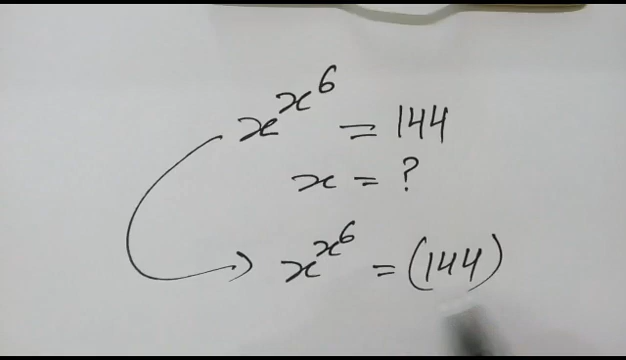 x^{x^6} = 144
x = ?
x^{x^6} = (144)